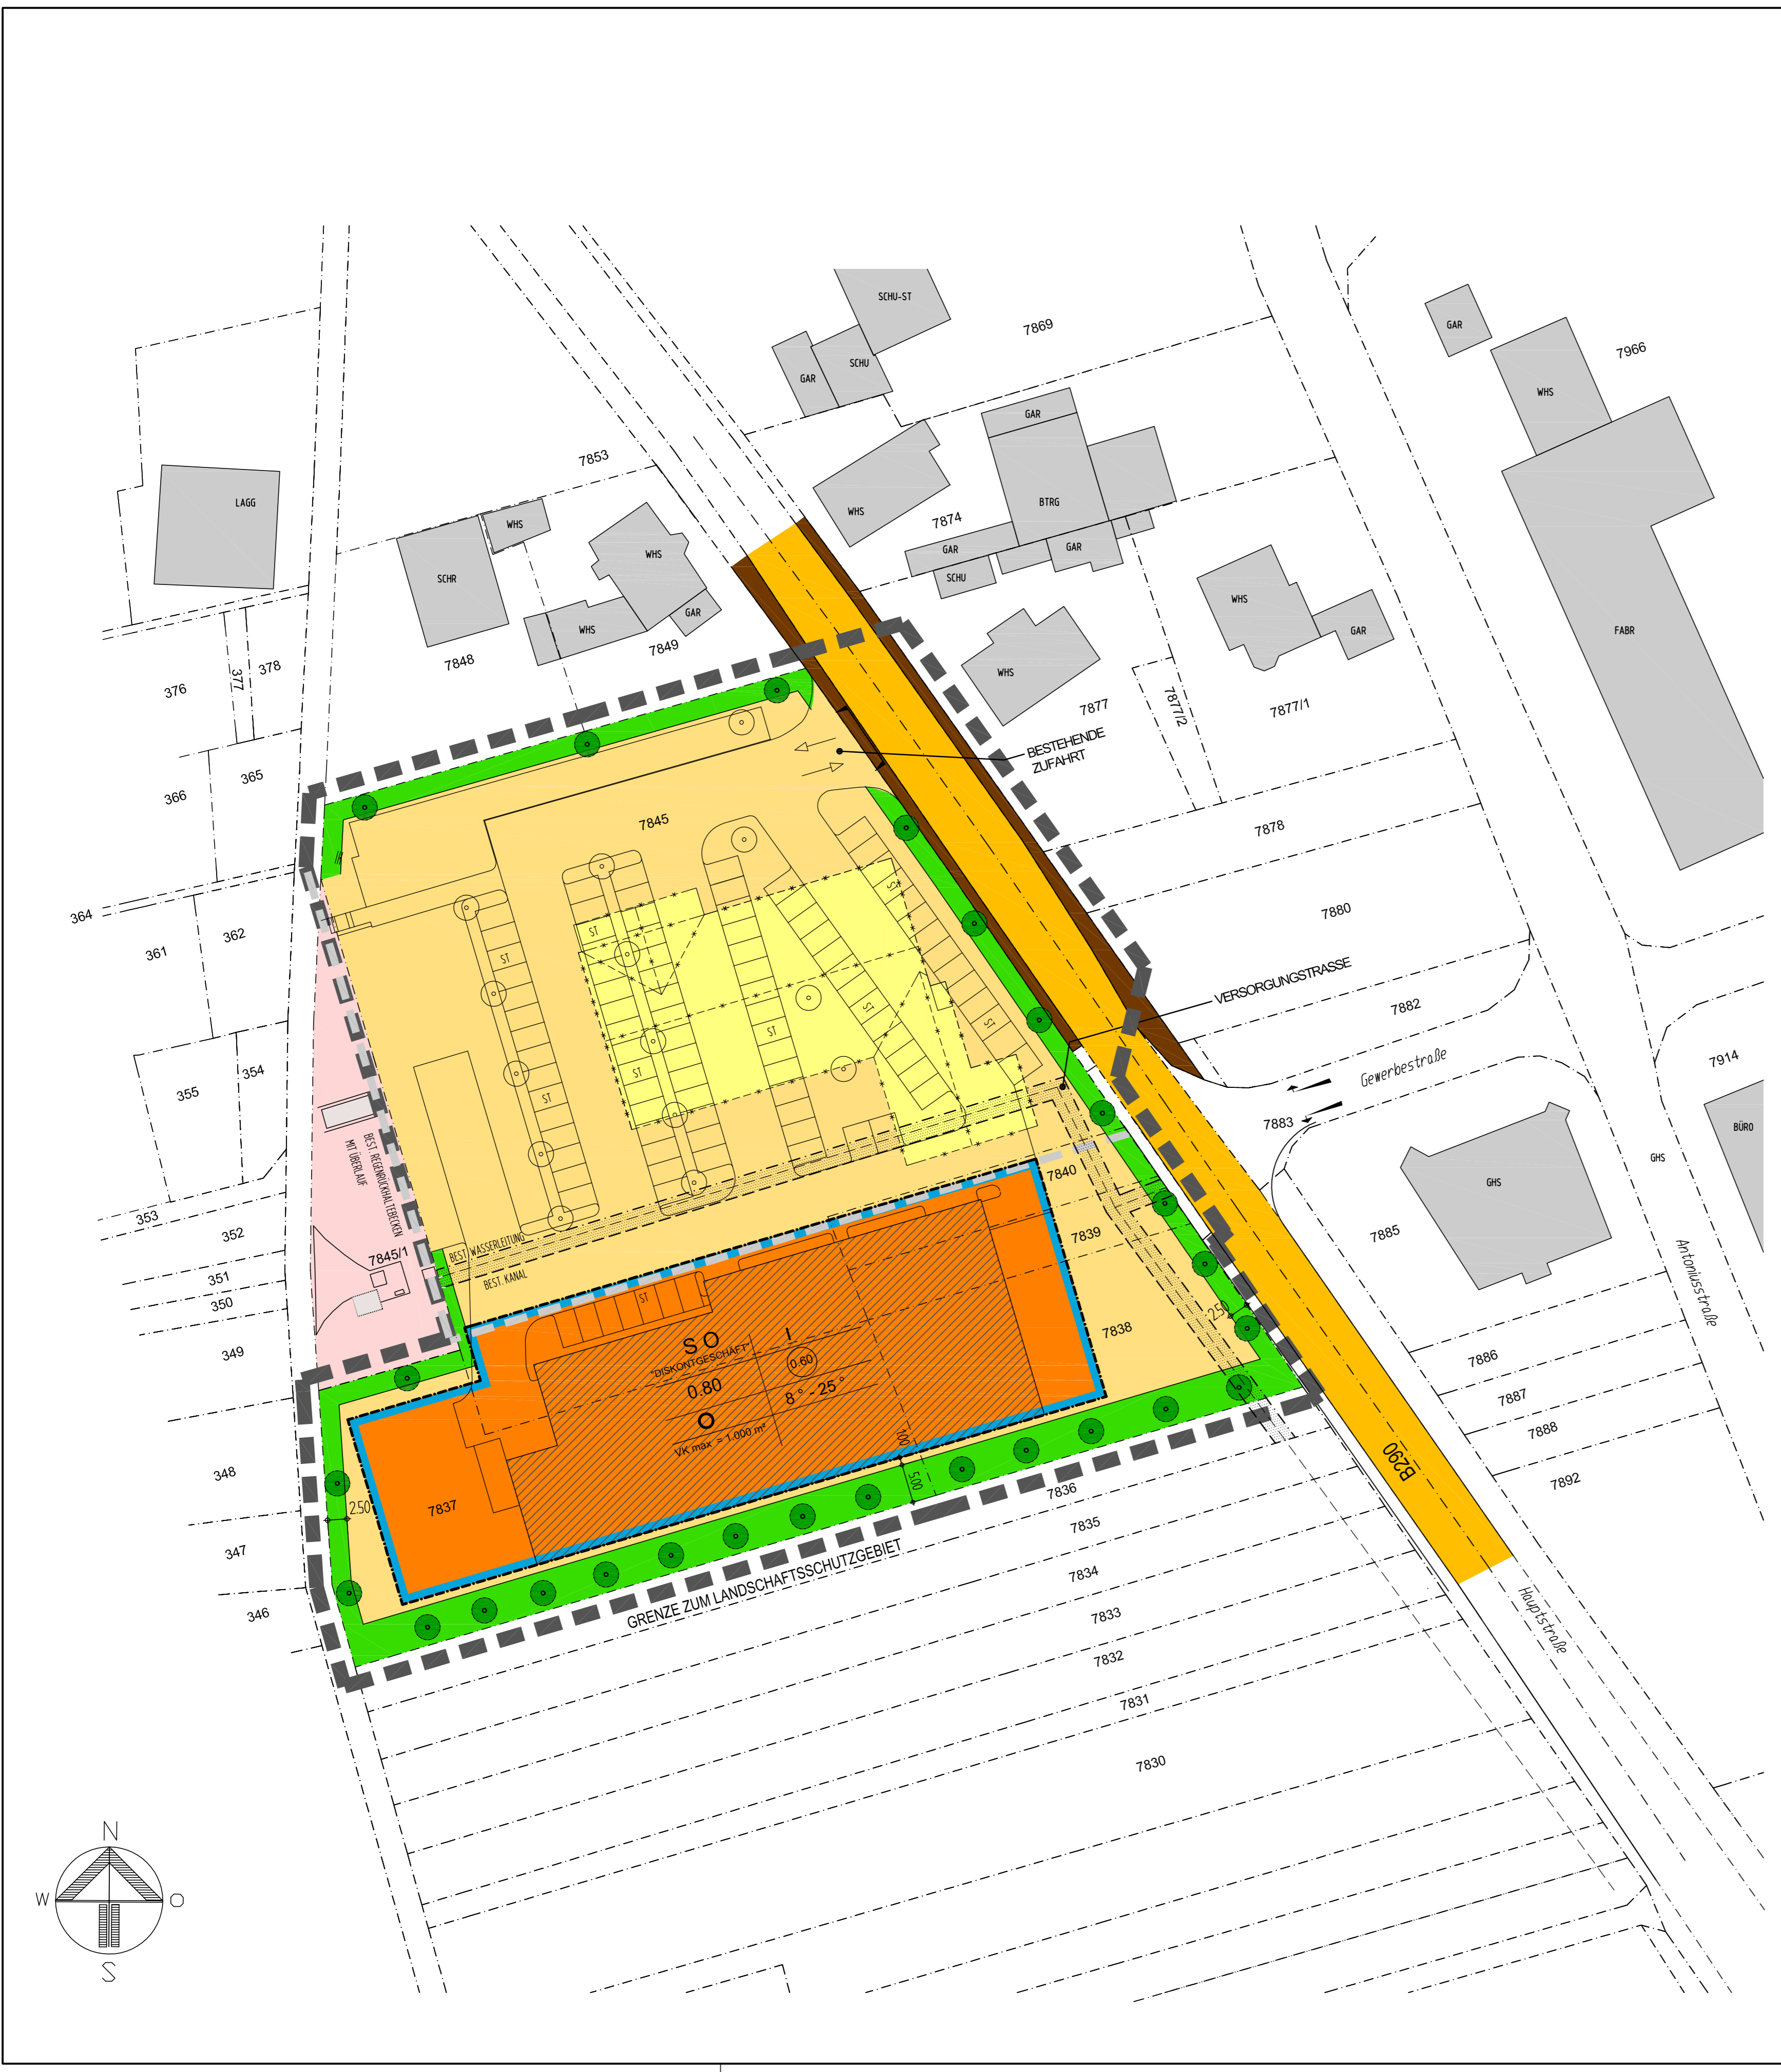 SCHU-ST
7869
GAR
SCHU
GAR
7966
WHS
GAR
WHS
BTRG
7874
GAR
GAR
SCHU
7853
LAGG
WHS
WHS
SCHR
WHS
GAR
7848
7849
WHS
GAR
FABR
WHS
7877
7877/2
7877/1
376
377
378
365
366
BESTEHENDE
ZUFAHRT
7845
7878
364
361
362
7880
ST
ST
ST
ST
ST
ST
ST
ST
VERSORGUNGSTRASSE
7882
355
354
Gewerbestraße
7914
7883
BÜRO
GHS
GHS
BEST. REGENRÜCKHALTEBECKEN
MIT ÜBERLAUF
7840
7839
7885
353
352
351
350
349
7845/1
BEST. WASSERLEITUNG
BEST. KANAL
Antoniusstraße
ST
SO
I
"DISKONTGESCHÄFT"
0.60
0.80
8° - 25°
O
VK max = 1.000 m²
7838
2.50
7886
7887
7888
7892
348
347
346
2.50
7837
1.00
5.00
B290
7836
7835
GRENZE ZUM LANDSCHAFTSSCHUTZGEBIET
7834
7833
7832
7831
7830
Hauptstraße
N
W
O
S